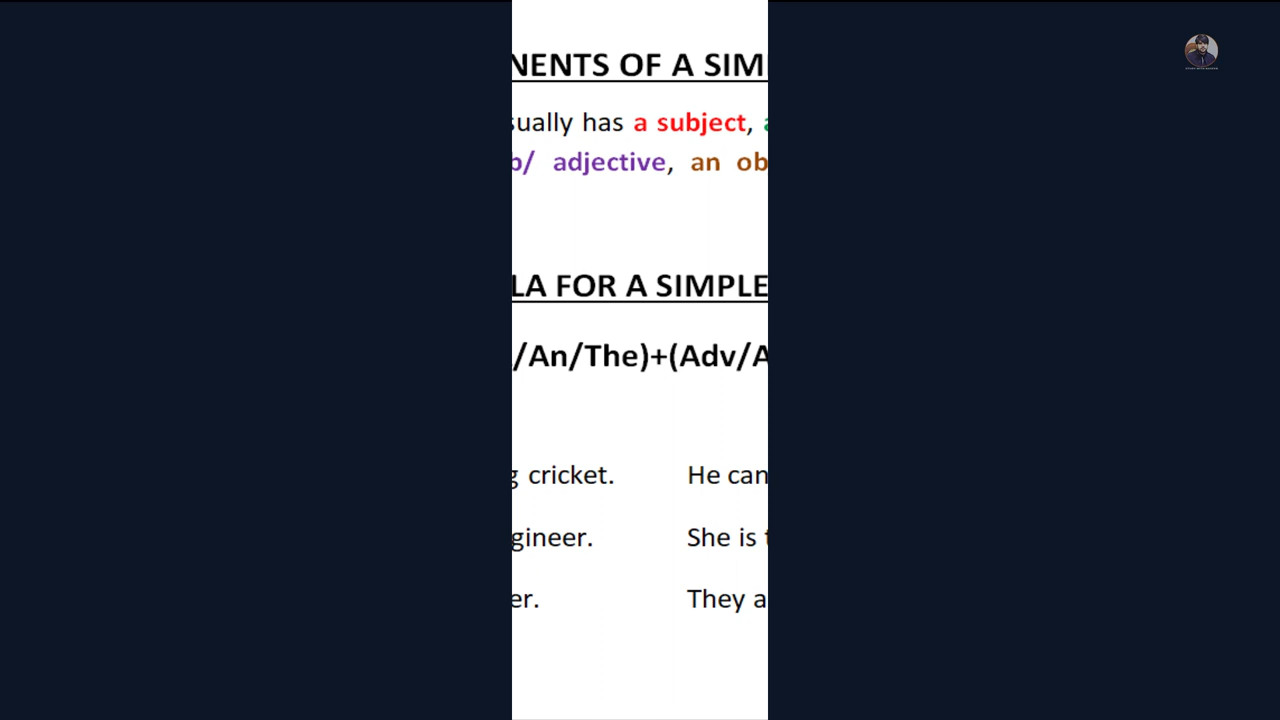 NENTS OF A SIM
sually has a subject,
b/ adjective, an ob
LA FOR A SIMPLE
/An/The)+(Adv/A
g cricket. He can
gineer. She is t
er. They a